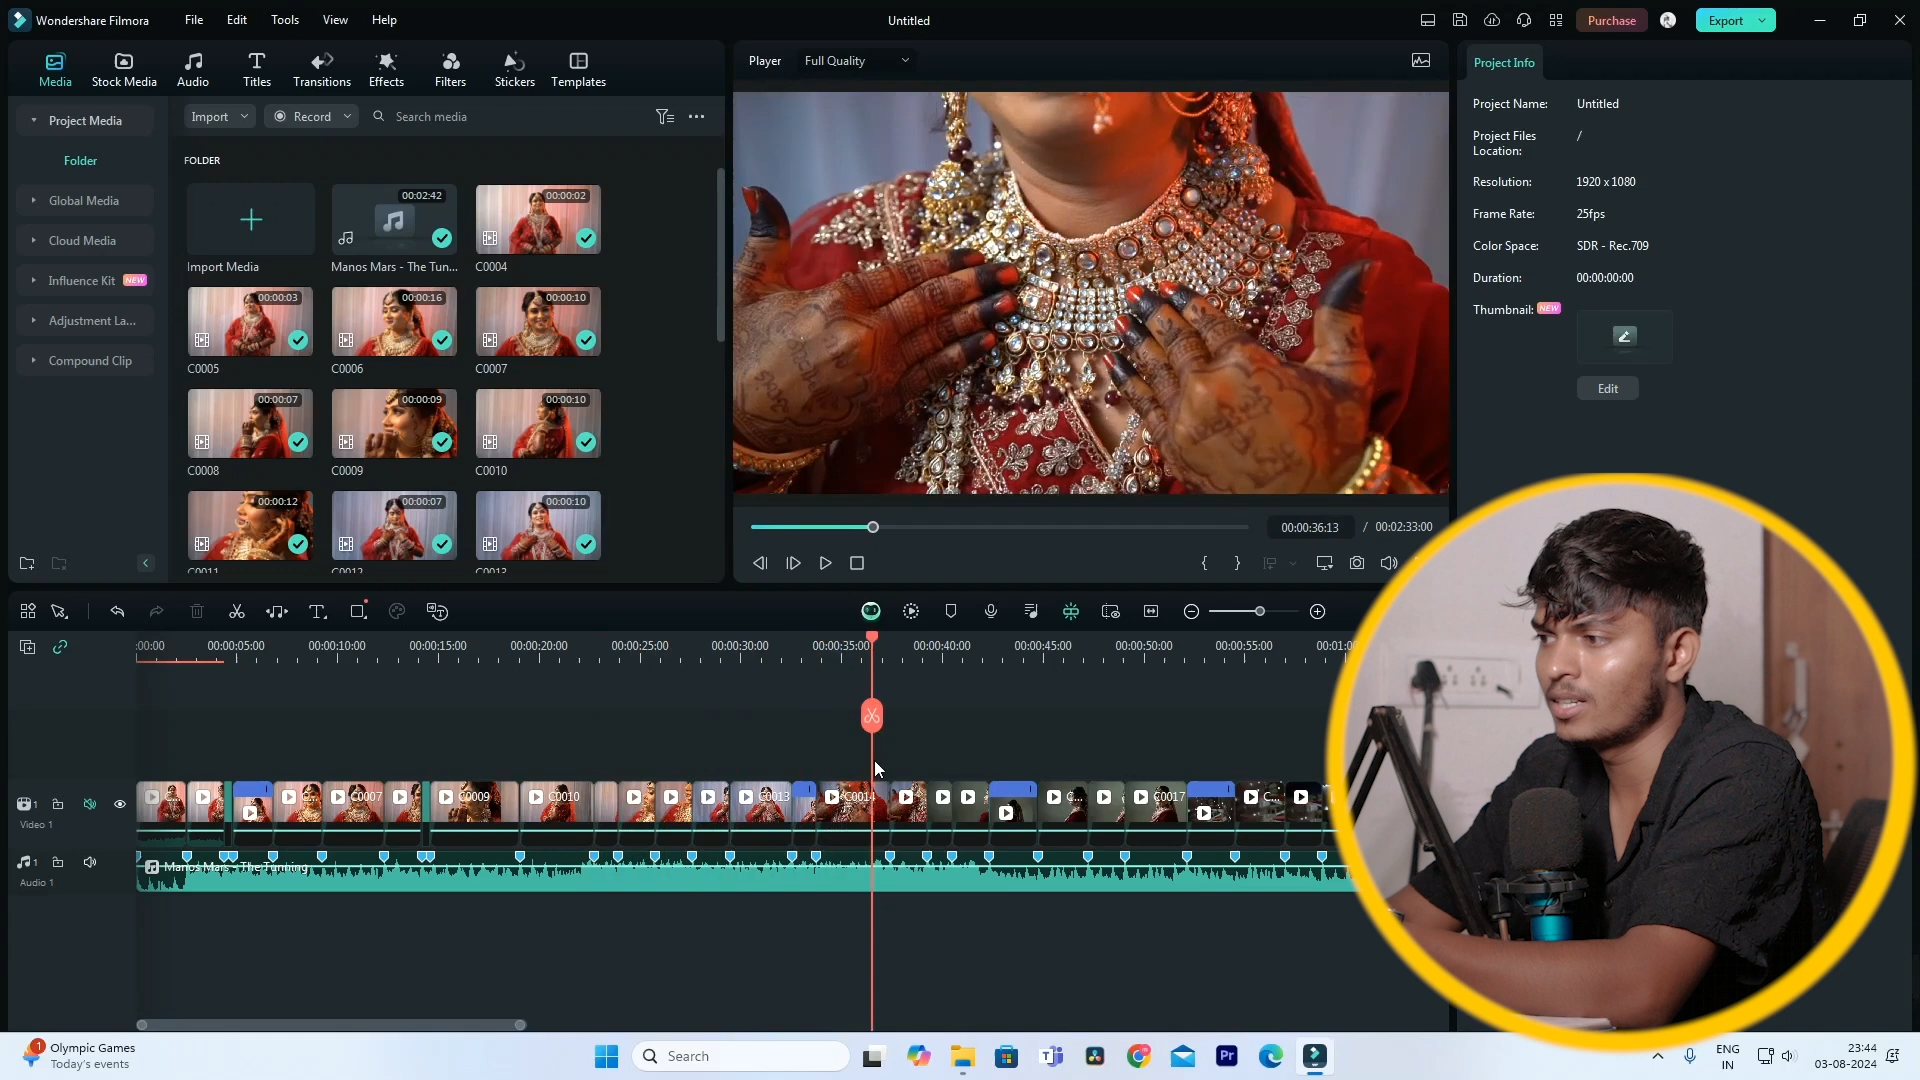 Wondershare Filmora File Edit Tools View Help Untitled Purchase Export
Media Stock Media Audio Titles Transitions Effects Filters Stickers Templates
Player Full Quality
Project Info
Import Record Search media
Project Media
Folder
Global Media
Cloud Media
Influence Kit NEW
Adjustment La...
Compound Clip
FOLDER
00:02:42 00:00:02
Import Media Manos Mars - The Tun... C0004
00:00:03 00:00:16 00:00:10
C0005 C0006 C0007
00:00:07 00:00:09 00:00:10
C0008 C0009 C0010
00:00:12 00:00:07 00:00:10
C0011 C0012 C0013
00:00:36:13 / 00:02:33:00
Project Name: Untitled
Project Files Location: /
Resolution: 1920 x 1080
Frame Rate: 25fps
Color Space: SDR - Rec.709
Duration: 00:00:00:00
Thumbnail: NEW
Edit
:00:00 00:00:05:00 00:00:10:00 00:00:15:00 00:00:20:00 00:00:25:00 00:00:30:00 00:00:35:00 00:00:40:00 00:00:45:00 00:00:50:00 00:00:55:00 00:01:0
C... C... C0007 C0009 C0010 C0013 C0014 C... C0017 C...
1
Video 1
1 Manos Mars - The Tunning
Audio 1
1
Olympic Games
Today's events
Search
Pr
ENG
IN
23:44
03-08-2024